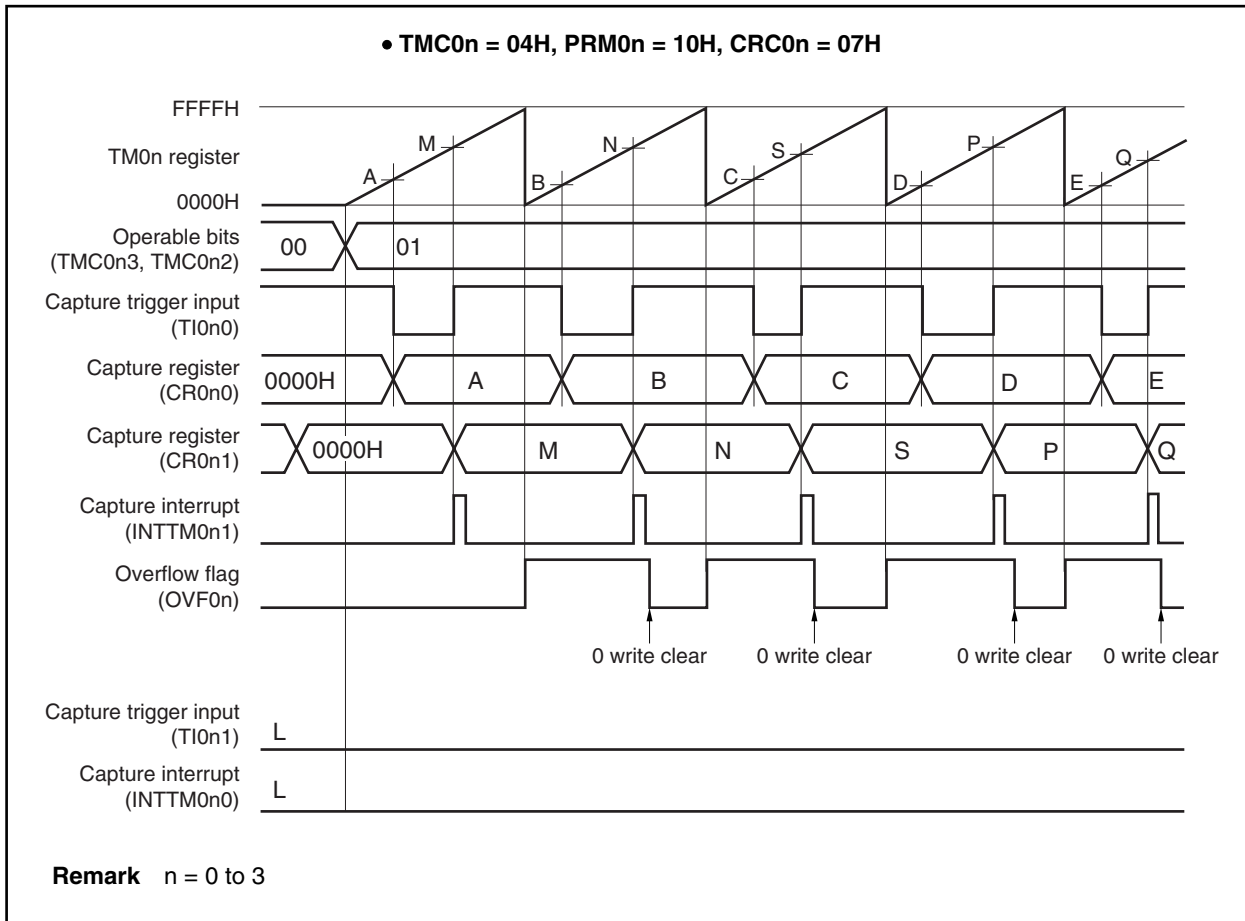 • TMC0n = 04H, PRM0n = 10H, CRC0n = 07H
FFFFH
TM0n register
0000H
A
M
B
N
C
S
D
P
E
Q
Operable bits
(TMC0n3, TMC0n2)
00
01
Capture trigger input
(TI0n0)
Capture register
(CR0n0)
0000H
A
B
C
D
E
Capture register
(CR0n1)
0000H
M
N
S
P
Q
Capture interrupt
(INTTM0n1)
Overflow flag
(OVF0n)
0 write clear
0 write clear
0 write clear
0 write clear
Capture trigger input
(TI0n1)
L
Capture interrupt
(INTTM0n0)
L
Remark n = 0 to 3